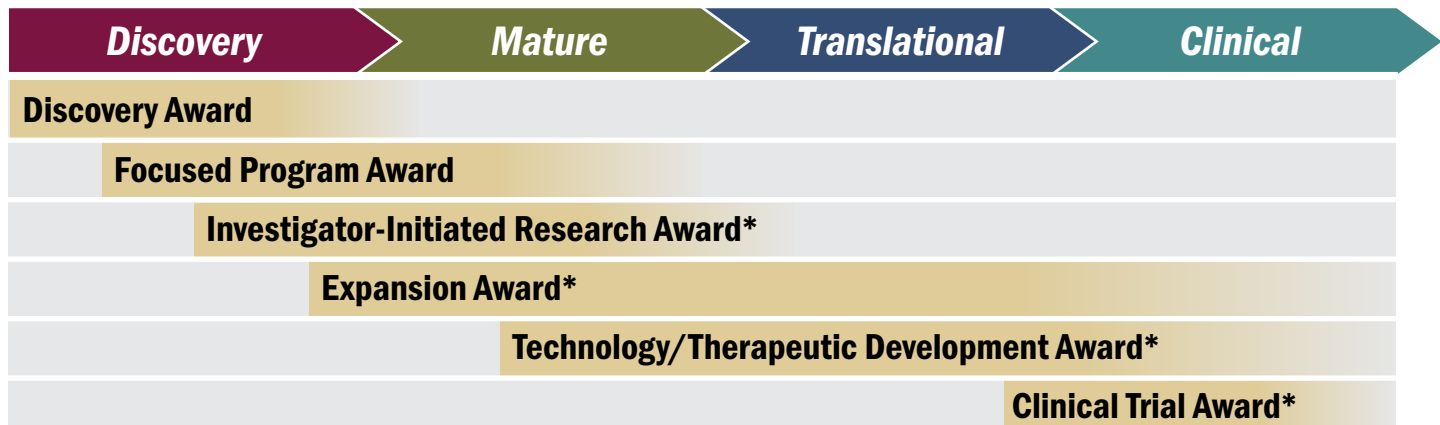 Discovery Mature Translational Clinical
Discovery Award
Focused Program Award
Investigator-Initiated Research Award*
Expansion Award*
Technology/Therapeutic Development Award*
Clinical Trial Award*